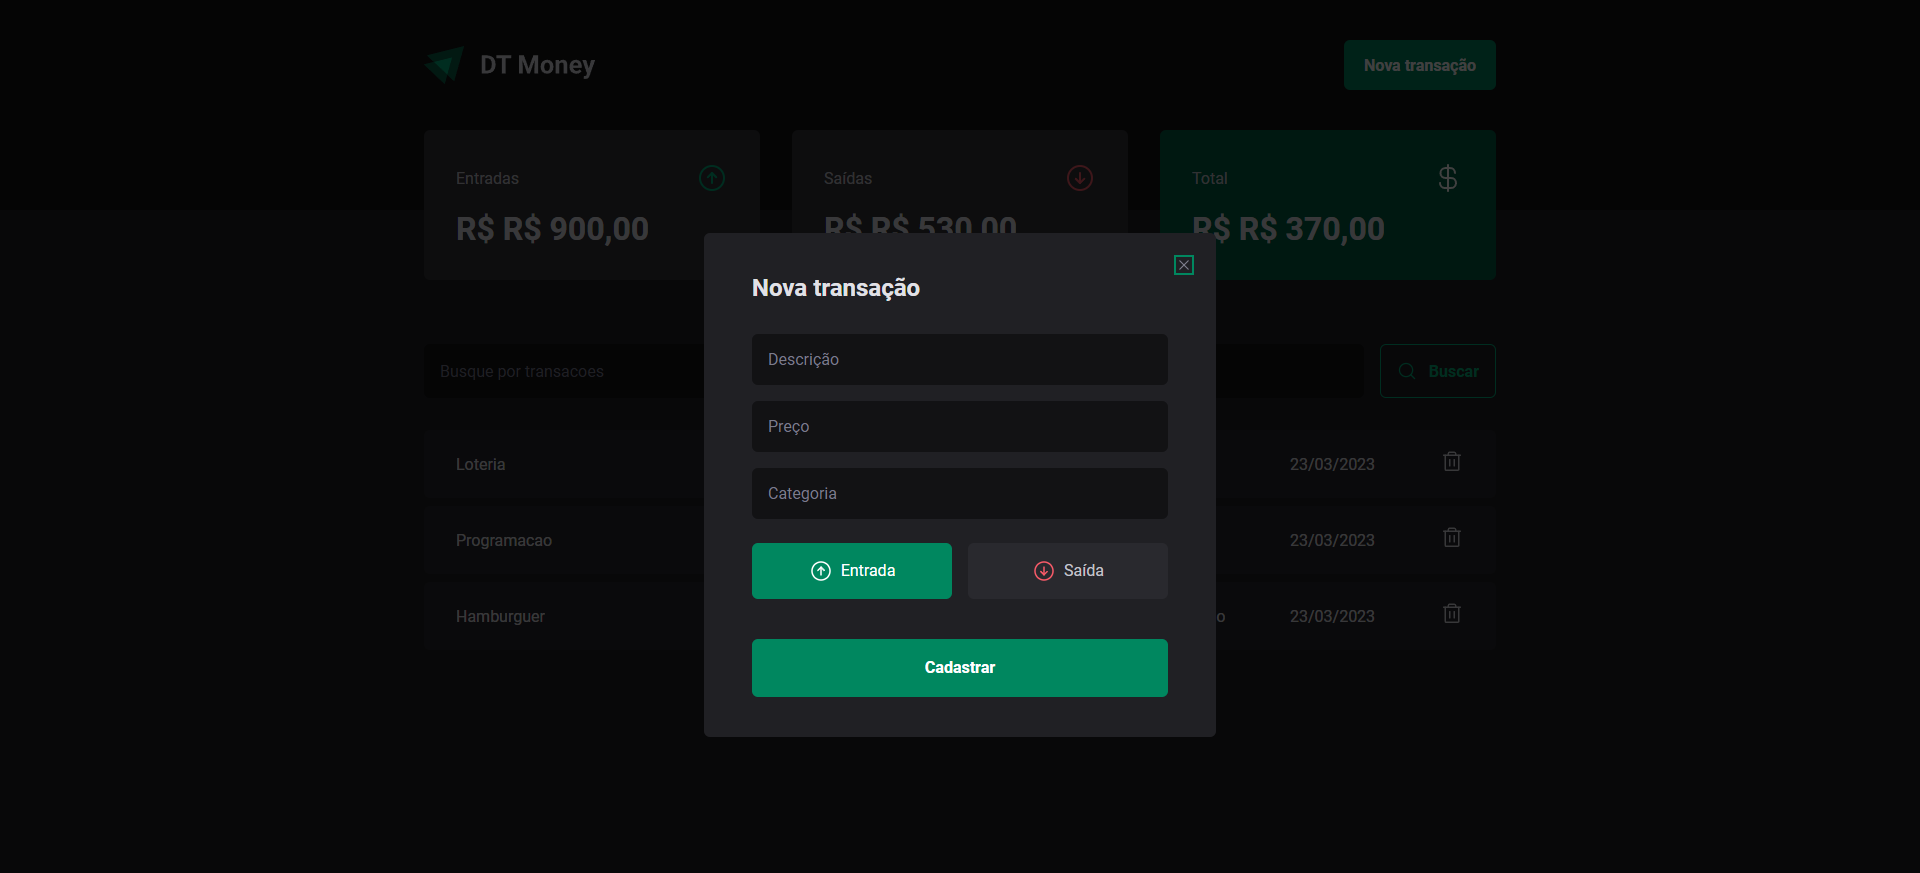 DT Money
Nova transação
Entradas
R$ R$ 900,00
Saídas
R$ R$ 530,00
Total
$
R$ R$ 370,00
Nova transação
Descrição
Preço
Categoria
Entrada
Saída
Cadastrar
Busque por transacoes
Buscar
Loteria
23/03/2023
Programacao
23/03/2023
Hamburguer
o
23/03/2023